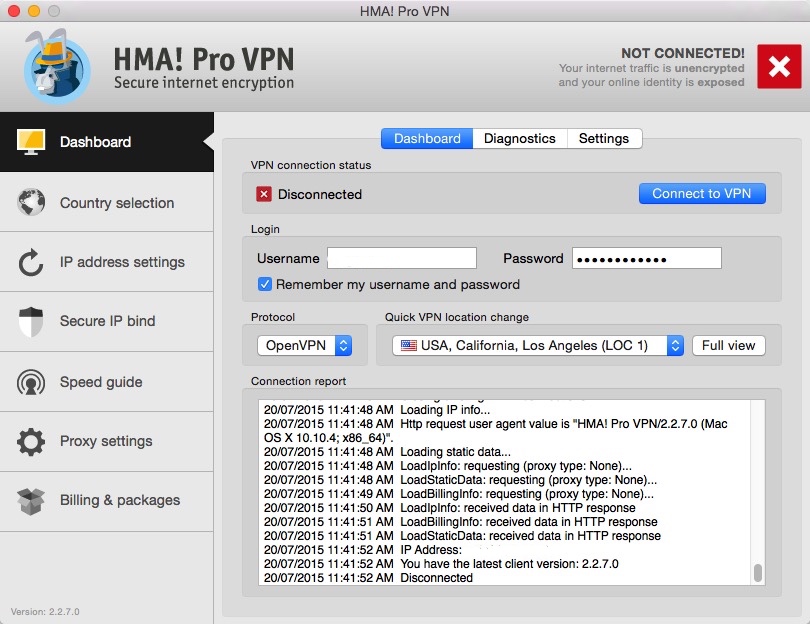 HMA! Pro VPN
HMA! Pro VPN
Secure internet encryption
NOT CONNECTED!
Your internet traffic is unencrypted
and your online identity is exposed
Dashboard
Country selection
IP address settings
Secure IP bind
Speed guide
Proxy settings
Billing & packages
Version: 2.2.7.0
Dashboard Diagnostics Settings
VPN connection status
Disconnected
Connect to VPN
Login
Username Password ••••••••••••
Remember my username and password
Protocol Quick VPN location change
OpenVPN USA, California, Los Angeles (LOC 1) Full view
Connection report
20/07/2015 11:41:48 AM Loading IP info...
20/07/2015 11:41:48 AM Http request user agent value is "HMA! Pro VPN/2.2.7.0 (Mac
OS X 10.10.4; x86_64)".
20/07/2015 11:41:48 AM Loading static data...
20/07/2015 11:41:48 AM LoadIpInfo: requesting (proxy type: None)...
20/07/2015 11:41:48 AM LoadStaticData: requesting (proxy type: None)...
20/07/2015 11:41:49 AM LoadBillingInfo: requesting (proxy type: None)...
20/07/2015 11:41:50 AM LoadIpInfo: received data in HTTP response
20/07/2015 11:41:51 AM LoadBillingInfo: received data in HTTP response
20/07/2015 11:41:51 AM LoadStaticData: received data in HTTP response
20/07/2015 11:41:52 AM IP Address:
20/07/2015 11:41:52 AM You have the latest client version: 2.2.7.0
20/07/2015 11:41:52 AM Disconnected